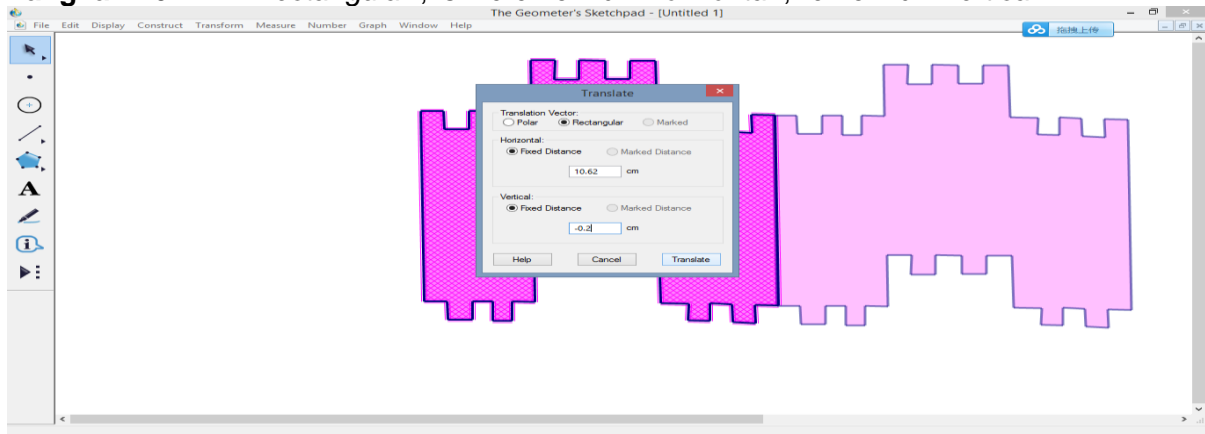 The Geometer's Sketchpad - [Untitled 1]
File Edit Display Construct Transform Measure Number Graph Window Help
拖拽上传
A
Translate
Translation Vector:
Polar Rectangular Marked
Horizontal:
Fixed Distance Marked Distance
10.62 cm
Vertical:
Fixed Distance Marked Distance
-0.2 cm
Help Cancel Translate